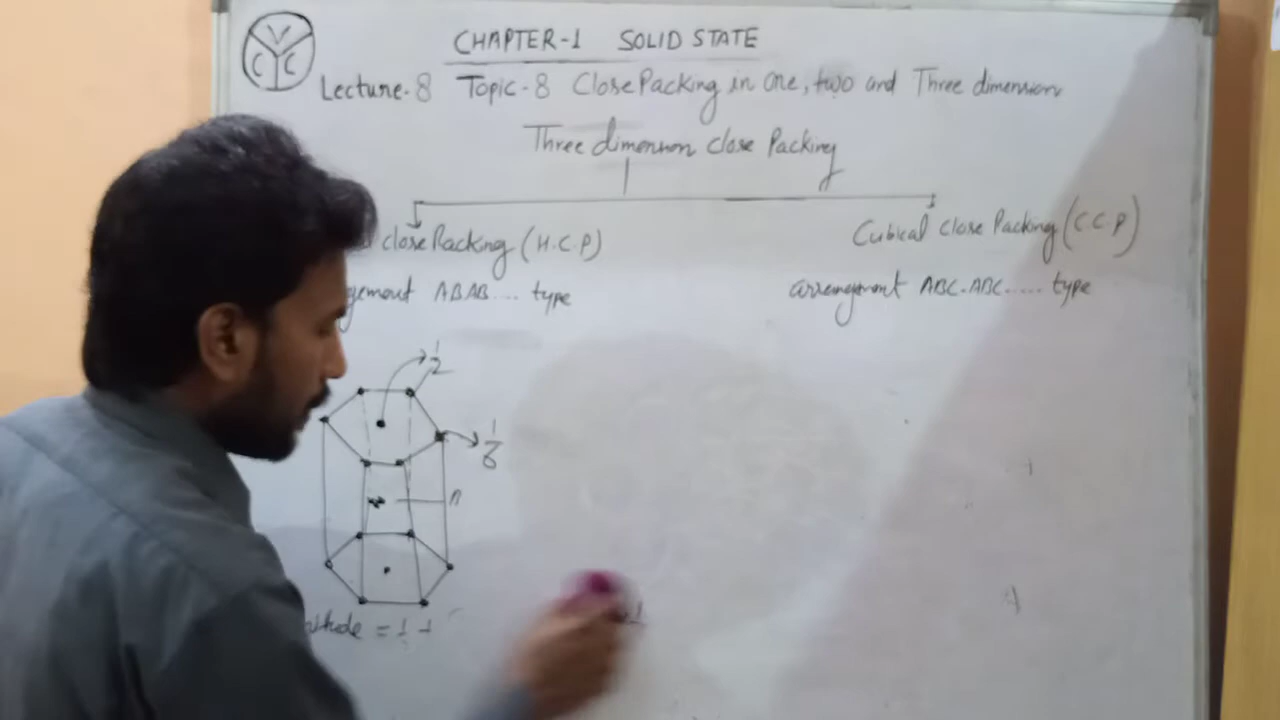 V
C C
CHAPTER-1 SOLID STATE
Lecture-8 Topic-8 Close Packing in one, two and Three dimension
Three dimension close Packing
close Packing (H.C.P)
Cubical close Packing (C.C.P)
ABAB.... type
arrangement ABC-ABC..... type
1/2
1/6